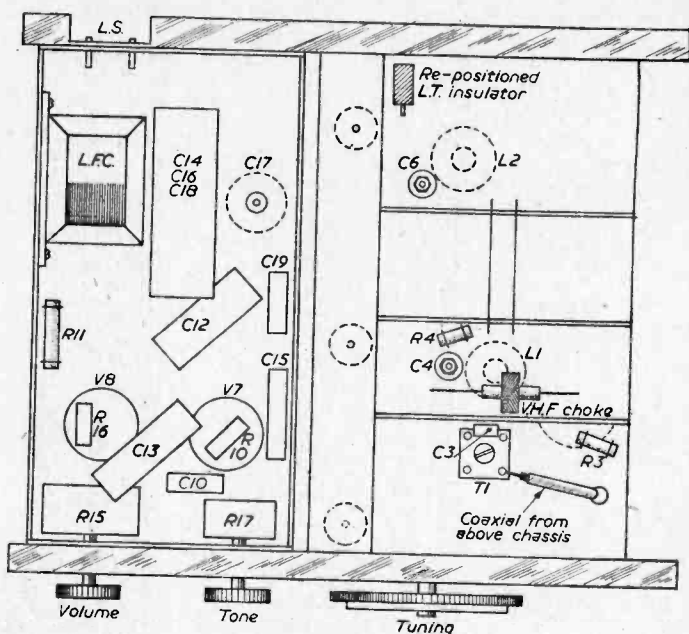 L.S.
Re-positioned
L.T. insulator
L.F.C.
C14
C16
C18
C17
L2
C6
C19
C12
R11
R4
L1
C4
C15
V8
V7
V.H.F. choke
R
16
C13
R
10
C3
R3
C10
T1
R15
R17
Coaxial from
above chassis
Volume
Tone
Tuning